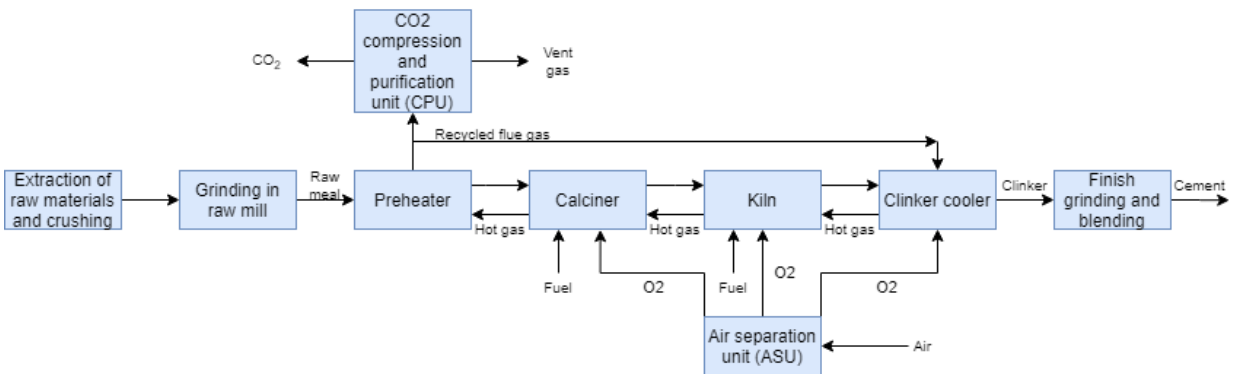 CO2
compression
and
purification
unit (CPU)
CO₂
Vent
gas
Recycled flue gas
Extraction of
raw materials
and crushing
Grinding in
raw mill
Raw
meal
Preheater
Calciner
Kiln
Clinker cooler
Clinker
Finish
grinding and
blending
Cement
Hot gas
Hot gas
Hot gas
Fuel
O2
Fuel
O2
O2
Air separation
unit (ASU)
Air